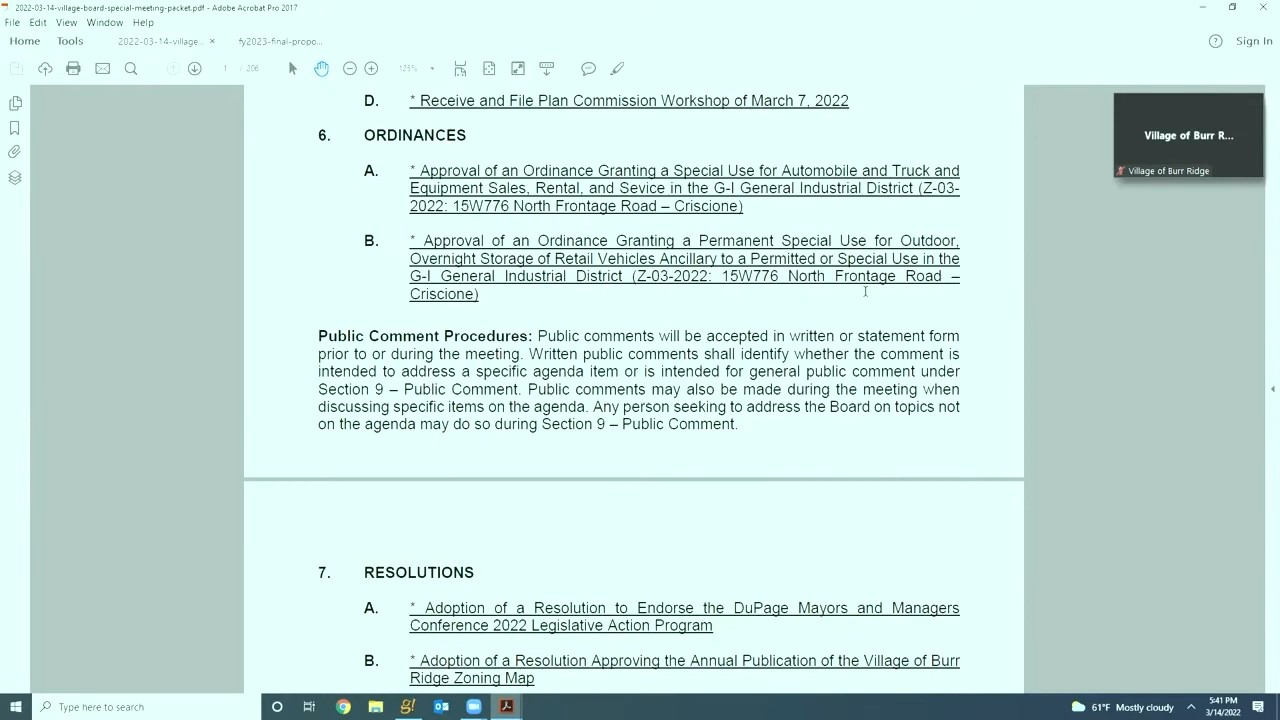 2022-03-14-village-board-special-meeting-packet.pdf - Adobe Acrobat Pro 2017
File Edit View Window Help
Home Tools 2022-03-14-village... × fy2023-final-propo... Sign In
1 / 206 125%
D. * Receive and File Plan Commission Workshop of March 7, 2022
6. ORDINANCES
Village of Burr R...
A. * Approval of an Ordinance Granting a Special Use for Automobile and Truck and
Village of Burr Ridge
Equipment Sales, Rental, and Sevice in the G-I General Industrial District (Z-03-
2022: 15W776 North Frontage Road – Criscione)
B. * Approval of an Ordinance Granting a Permanent Special Use for Outdoor,
Overnight Storage of Retail Vehicles Ancillary to a Permitted or Special Use in the
G-I General Industrial District (Z-03-2022: 15W776 North Frontage Road –
Criscione)
Public Comment Procedures: Public comments will be accepted in written or statement form
prior to or during the meeting. Written public comments shall identify whether the comment is
intended to address a specific agenda item or is intended for general public comment under
Section 9 – Public Comment. Public comments may also be made during the meeting when
discussing specific items on the agenda. Any person seeking to address the Board on topics not
on the agenda may do so during Section 9 – Public Comment.
7. RESOLUTIONS
A. * Adoption of a Resolution to Endorse the DuPage Mayors and Managers
Conference 2022 Legislative Action Program
B. * Adoption of a Resolution Approving the Annual Publication of the Village of Burr
Ridge Zoning Map
Type here to search
61°F Mostly cloudy
5:41 PM
3/14/2022